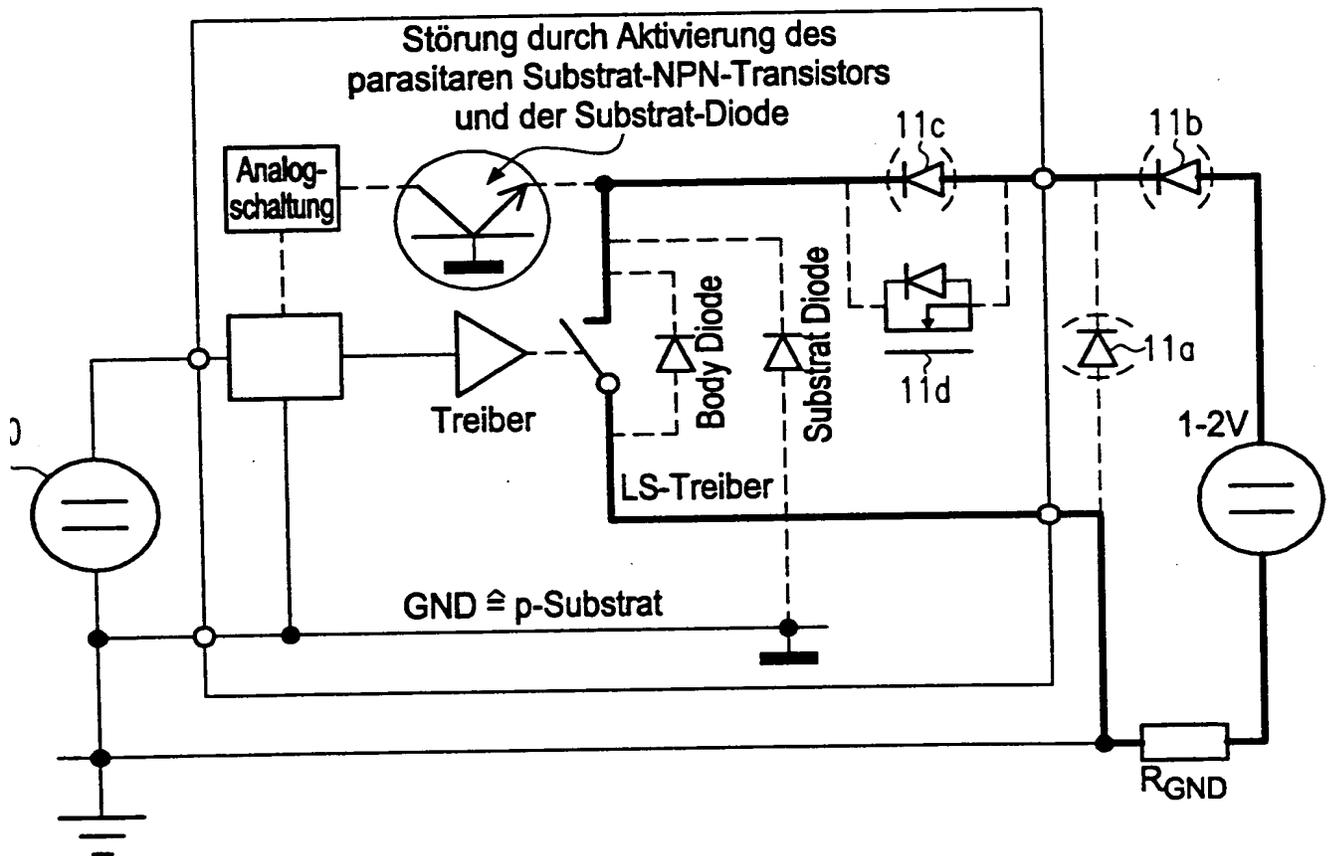 Störung durch Aktivierung des
parasitaren Substrat-NPN-Transistors
und der Substrat-Diode
11c
11b
Analog-
schaltung
Body Diode
Substrat Diode
11a
11d
Treiber
1-2V
LS-Treiber
GND ≙ p-Substrat
RGND